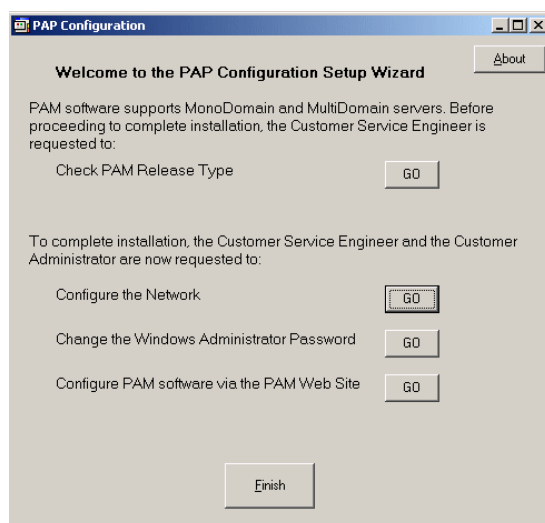 PAP Configuration
About
Welcome to the PAP Configuration Setup Wizard
PAM software supports MonoDomain and MultiDomain servers. Before
proceeding to complete installation, the Customer Service Engineer is
requested to:
Check PAM Release Type GO
To complete installation, the Customer Service Engineer and the Customer
Administrator are now requested to:
Configure the Network GO
Change the Windows Administrator Password GO
Configure PAM software via the PAM Web Site GO
Finish